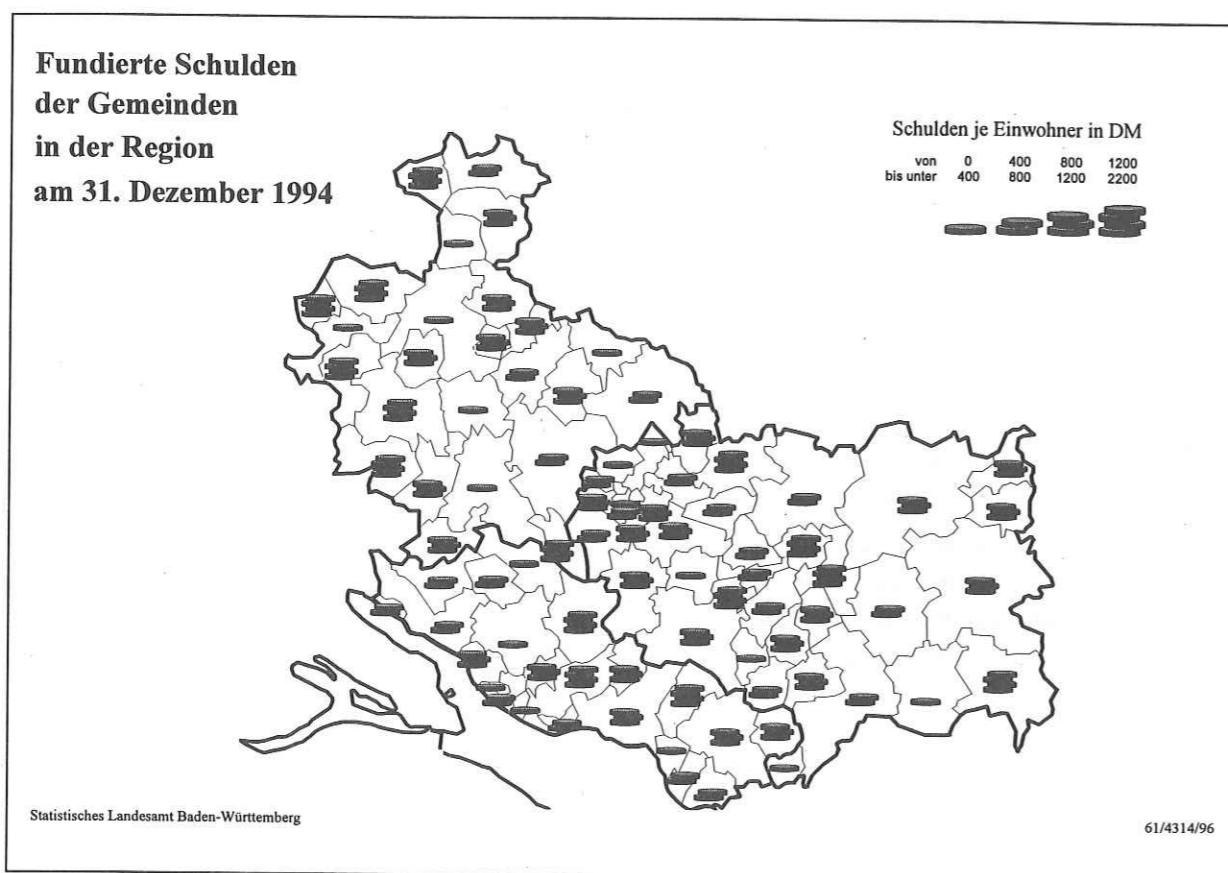 Fundierte Schulden
der Gemeinden
in der Region
am 31. Dezember 1994
Schulden je Einwohner in DM
von 0 400 800 1200
bis unter 400 800 1200 2200
Statistisches Landesamt Baden-Württemberg
61/4314/96